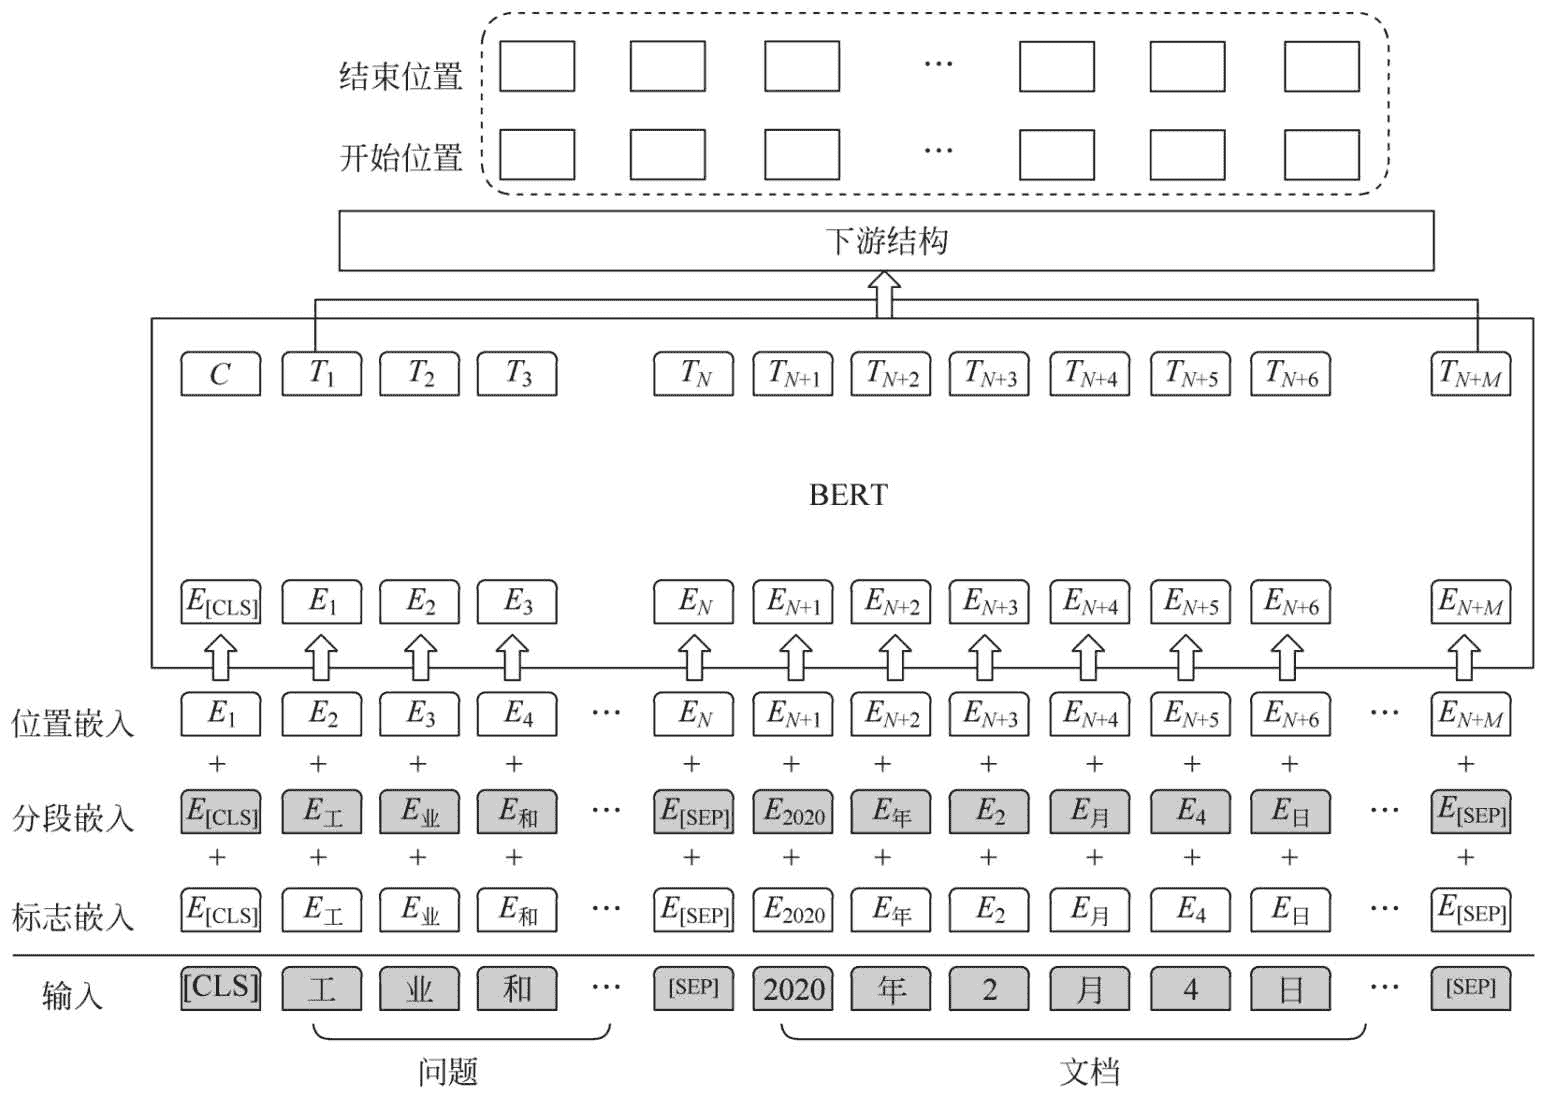 结束位置 …
开始位置 …
下游结构
C T1 T2 T3 TN TN+1 TN+2 TN+3 TN+4 TN+5 TN+6 TN+M
BERT
E[CLS] E1 E2 E3 EN EN+1 EN+2 EN+3 EN+4 EN+5 EN+6 EN+M
位置嵌入 E1 E2 E3 E4 … EN EN+1 EN+2 EN+3 EN+4 EN+5 EN+6 … EN+M
+ + + + + + + + + + + +
分段嵌入 E[CLS] E工 E业 E和 … E[SEP] E2020 E年 E2 E月 E4 E日 … E[SEP]
+ + + + + + + + + + + +
标志嵌入 E[CLS] E工 E业 E和 … E[SEP] E2020 E年 E2 E月 E4 E日 … E[SEP]
输入 [CLS] 工 业 和 … [SEP] 2020 年 2 月 4 日 … [SEP]
问题 文档